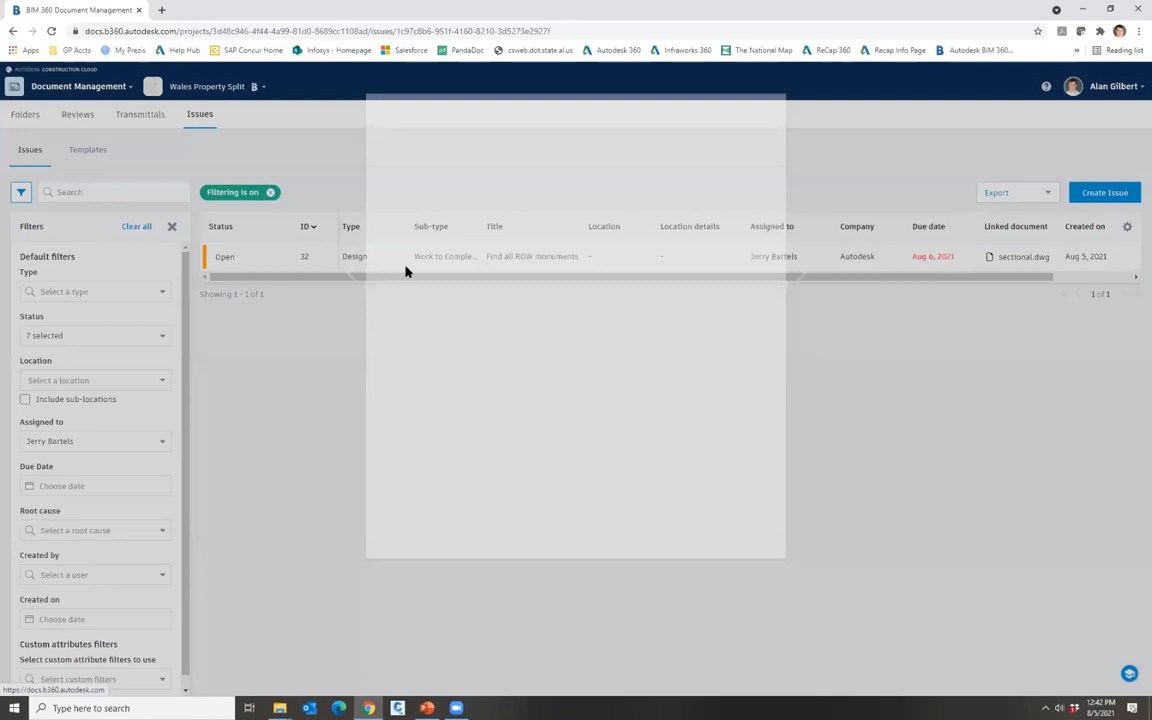 BIM 360 Document Management
docs.b360.autodesk.com/projects/3d48c946-4f44-4a99-81d0-8689cc1108ad/issues/1c97c8b6-951f-4160-8210-3d5273e2927f
Apps GP Accts My Prezis Help Hub SAP Concur Home Infosys - Homepage Salesforce PandaDoc csweb.dot.state.al.us Autodesk 360 Infraworks 360 The National Map ReCap 360 Recap Info Page Autodesk BIM 360... » Reading list
AUTODESK CONSTRUCTION CLOUD
Document Management Wales Property Split B Alan Gilbert
Folders Reviews Transmittals Issues
Issues Templates
Search Filtering is on Export Create Issue
Filters Clear all Status ID Type Sub-type Title Location Location details Assigned to Company Due date Linked document Created on
Default filters
Open 32 Design Work to Comple... Find all ROW monuments - - Jerry Bartels Autodesk Aug 6, 2021 sectional.dwg Aug 5, 2021
Type
Select a type
Showing 1 - 1 of 1 1 of 1
Status
7 selected
Location
Select a location
Include sub-locations
Assigned to
Jerry Bartels
Due Date
Choose date
Root cause
Select a root cause
Created by
Select a user
Created on
Choose date
Custom attributes filters
Select custom attribute filters to use
Select custom filters
https://docs.b360.autodesk.com
Type here to search
12:42 PM
8/5/2021